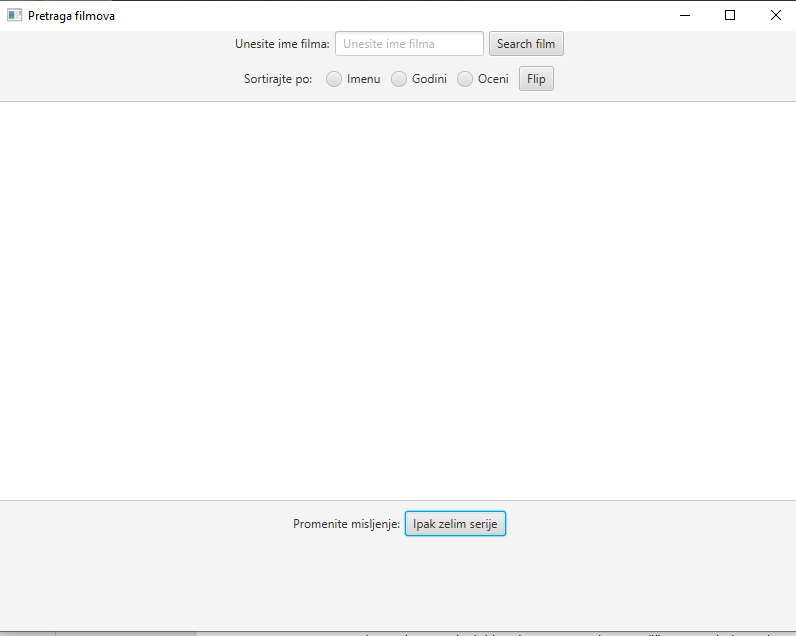 Pretraga filmova
Unesite ime filma: Unesite ime filma Search film
Sortirajte po: Imenu Godini Oceni Flip
Promenite misljenje: Ipak zelim serije